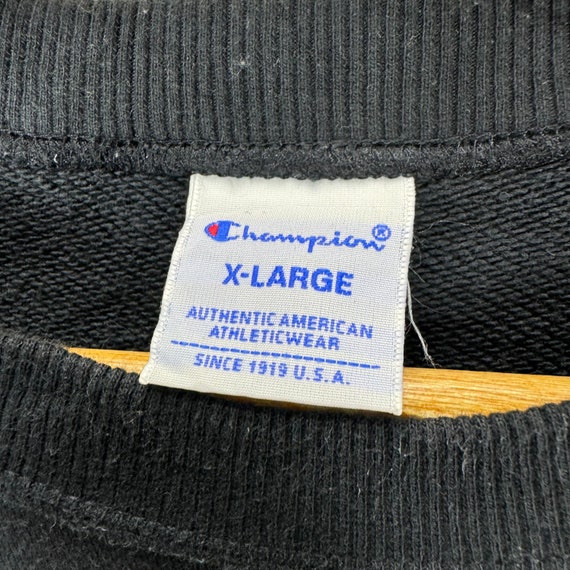 Champion®
X-LARGE
AUTHENTIC AMERICAN
ATHLETICWEAR
SINCE 1919 U.S.A.